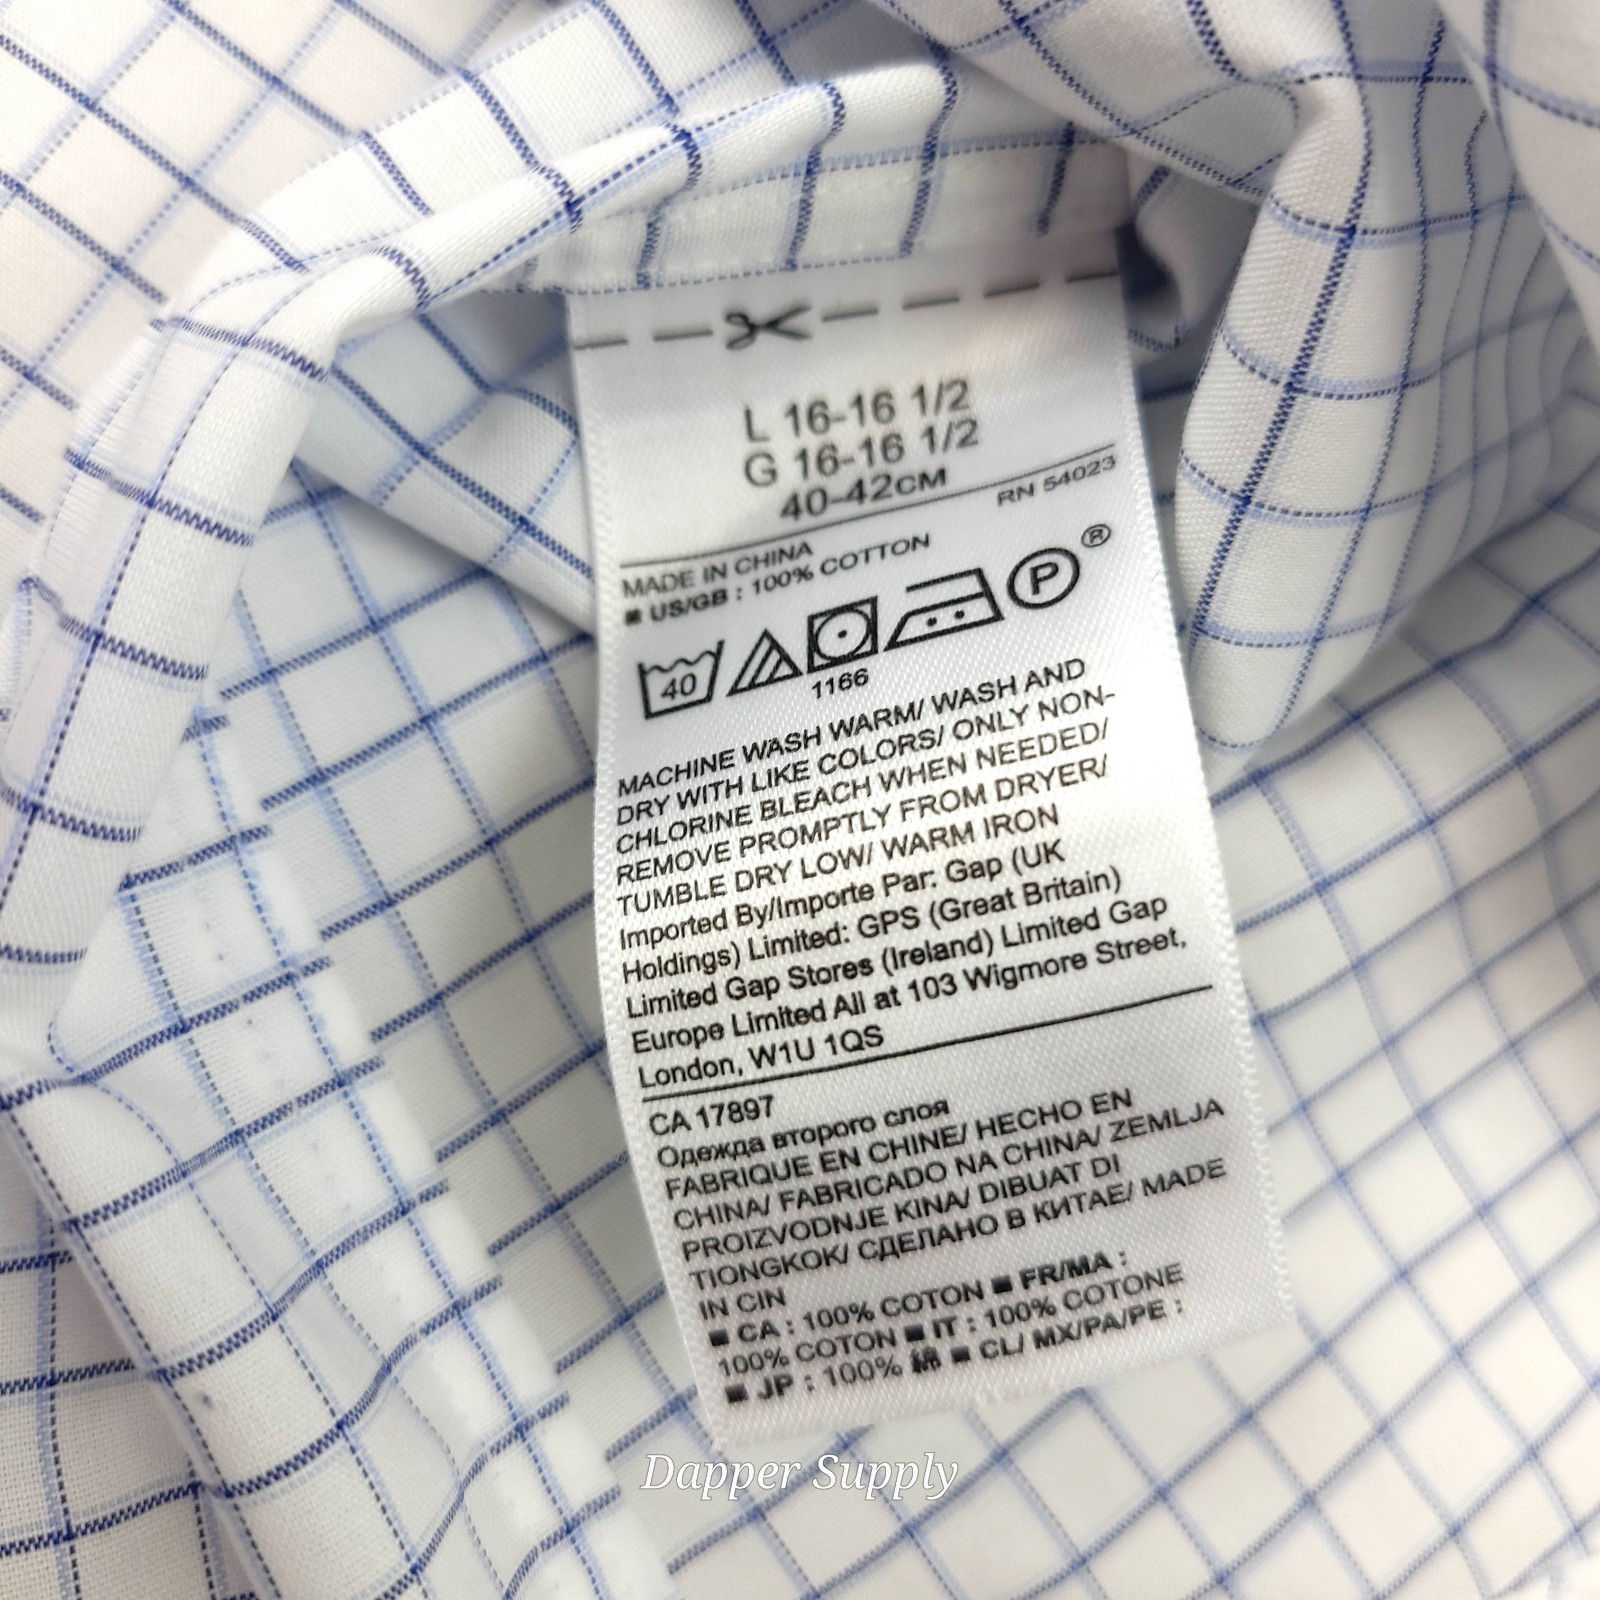 L 16-16 1/2
G 16-16 1/2
40-42CM
RN 54023
MADE IN CHINA
■ US/GB : 100% COTTON
40
P
®
1166
MACHINE WASH WARM/ WASH AND
DRY WITH LIKE COLORS/ ONLY NON-
CHLORINE BLEACH WHEN NEEDED/
REMOVE PROMPTLY FROM DRYER/
TUMBLE DRY LOW/ WARM IRON
Imported By/Importe Par: Gap (UK
Holdings) Limited: GPS (Great Britain)
Limited Gap Stores (Ireland) Limited Gap
Europe Limited All at 103 Wigmore Street,
London, W1U 1QS
CA 17897
Одежда второго слоя
FABRIQUE EN CHINE/ HECHO EN
CHINA/ FABRICADO NA CHINA/ ZEMLJA
PROIZVODNJE KINA/ DIBUAT DI
TIONGKOK/ СДЕЛАНО В КИТАЕ/ MADE
IN CIN
■ CA : 100% COTON ■ FR/MA :
100% COTON ■ IT : 100% COTONE
■ JP : 100% 綿 ■ CL/ MX/PA/PE :
Dapper Supply